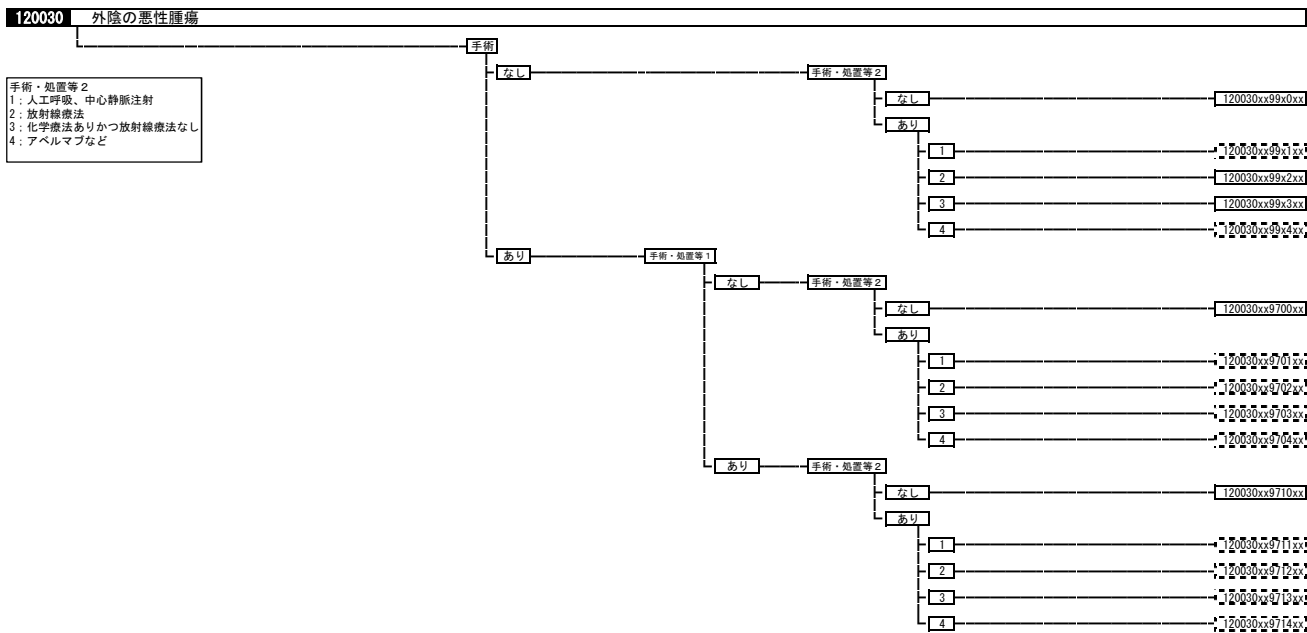 120030 外陰の悪性腫瘍
手術
なし 手術・処置等2
手術・処置等2
1;人工呼吸、中心静脈注射
2;放射線療法
3;化学療法ありかつ放射線療法なし
4;アベルマブなど
なし 120030xx99x0xx
あり
1 120030xx99x1xx
2 120030xx99x2xx
3 120030xx99x3xx
4 120030xx99x4xx
あり 手術・処置等1
なし 手術・処置等2
なし 120030xx9700xx
あり
1 120030xx9701xx
2 120030xx9702xx
3 120030xx9703xx
4 120030xx9704xx
あり 手術・処置等2
なし 120030xx9710xx
あり
1 120030xx9711xx
2 120030xx9712xx
3 120030xx9713xx
4 120030xx9714xx